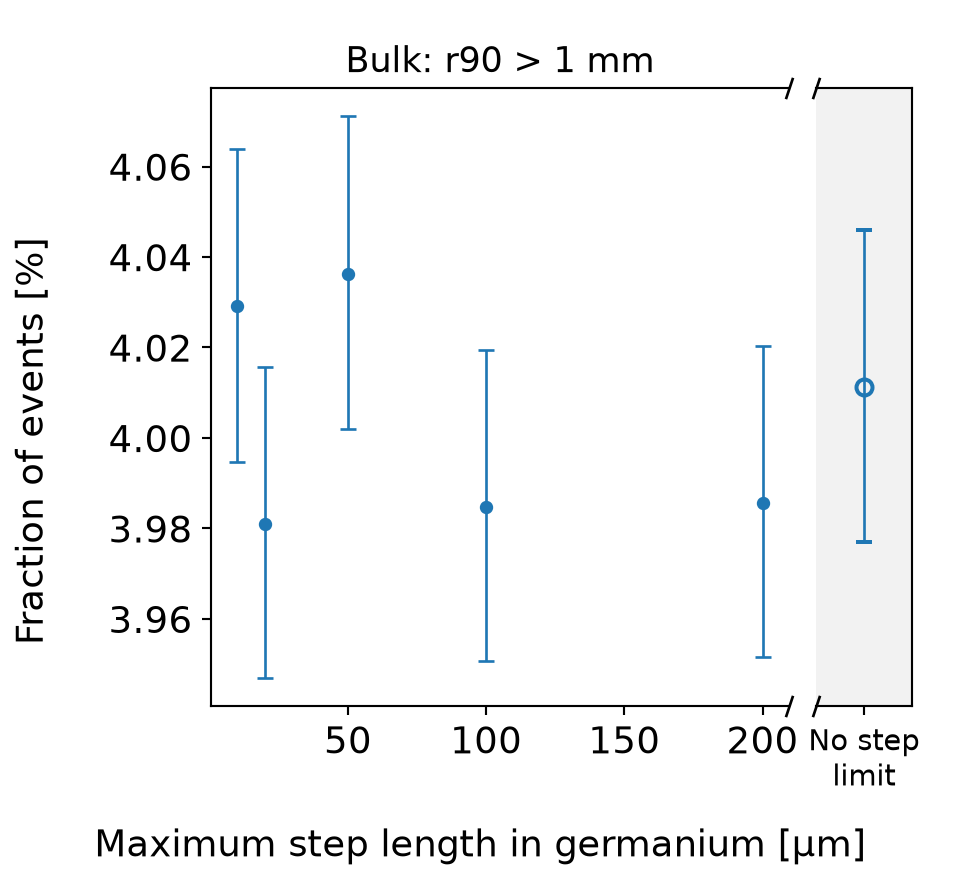 Bulk: r90 > 1 mm
Fraction of events [%]
4.06
4.04
4.02
4.00
3.98
3.96
50 100 150 200 No step
limit
Maximum step length in germanium [µm]